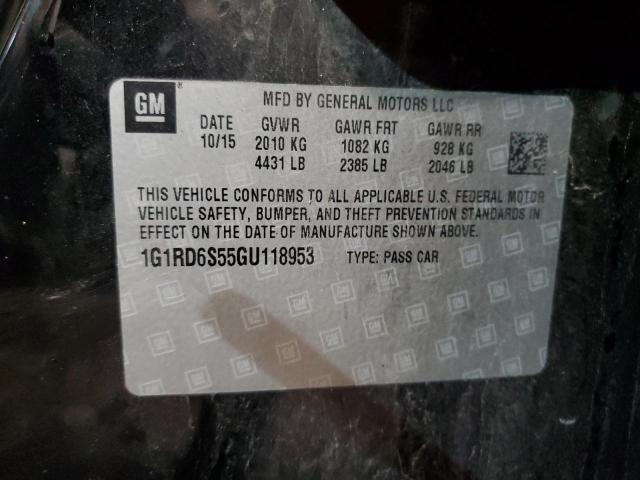 GM
MFD BY GENERAL MOTORS LLC
DATE GVWR GAWR FRT GAWR RR
10/15 2010 KG 1082 KG 928 KG
4431 LB 2385 LB 2046 LB
THIS VEHICLE CONFORMS TO ALL APPLICABLE U.S. FEDERAL MOTOR
VEHICLE SAFETY, BUMPER, AND THEFT PREVENTION STANDARDS IN
EFFECT ON THE DATE OF MANUFACTURE SHOWN ABOVE.
1G1RD6S55GU118953 TYPE: PASS CAR